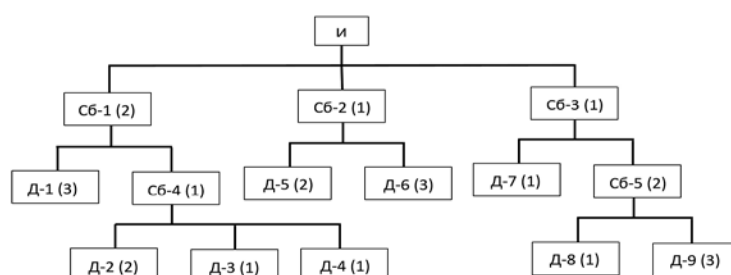 и
Сб-1 (2)
Сб-2 (1)
Сб-3 (1)
Д-1 (3)
Сб-4 (1)
Д-5 (2)
Д-6 (3)
Д-7 (1)
Сб-5 (2)
Д-2 (2)
Д-3 (1)
Д-4 (1)
Д-8 (1)
Д-9 (3)